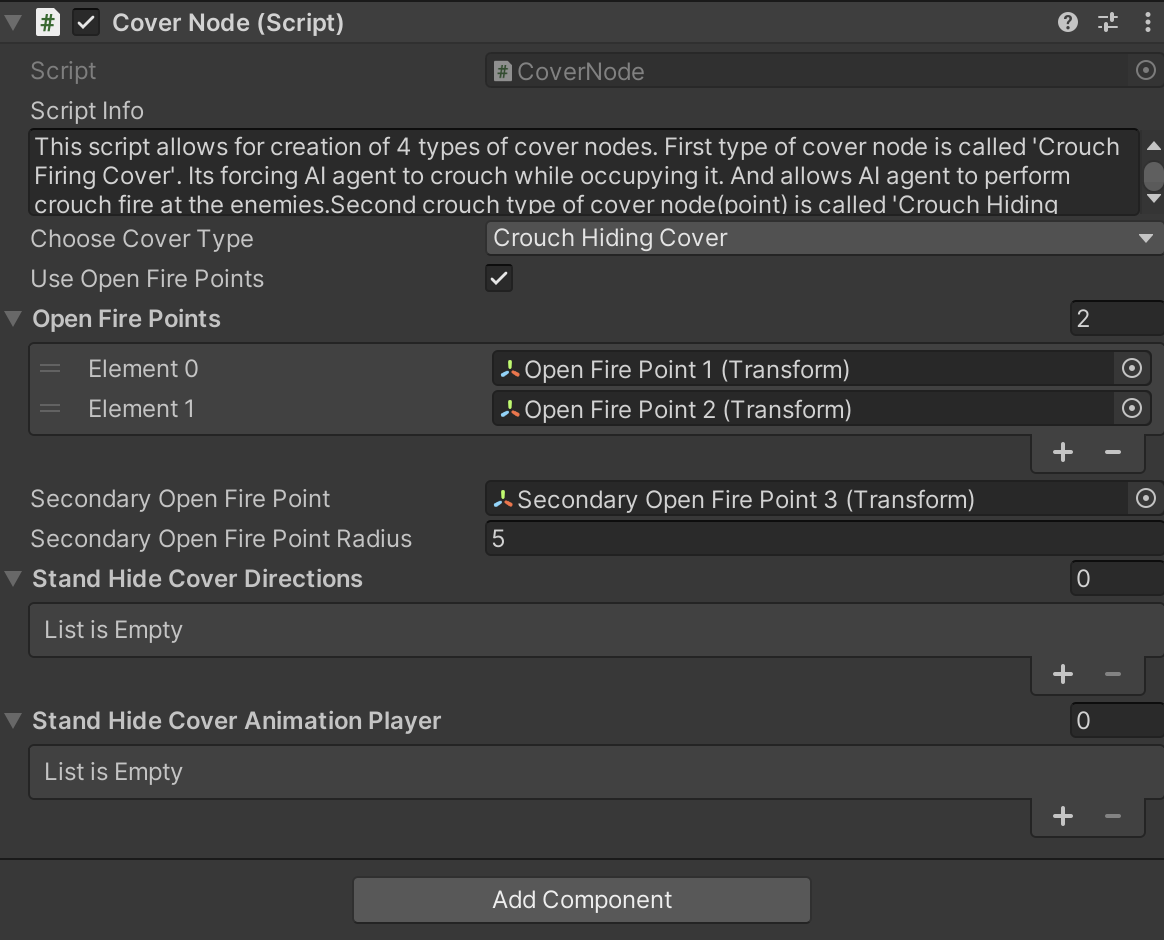 Cover Node (Script)
Script
CoverNode
Script Info
This script allows for creation of 4 types of cover nodes. First type of cover node is called 'Crouch
Firing Cover'. Its forcing AI agent to crouch while occupying it. And allows AI agent to perform
crouch fire at the enemies.Second crouch type of cover node(point) is called 'Crouch Hiding
Choose Cover Type
Crouch Hiding Cover
Use Open Fire Points
Open Fire Points
2
Element 0
Open Fire Point 1 (Transform)
Element 1
Open Fire Point 2 (Transform)
Secondary Open Fire Point
Secondary Open Fire Point 3 (Transform)
Secondary Open Fire Point Radius
5
Stand Hide Cover Directions
0
List is Empty
Stand Hide Cover Animation Player
0
List is Empty
Add Component